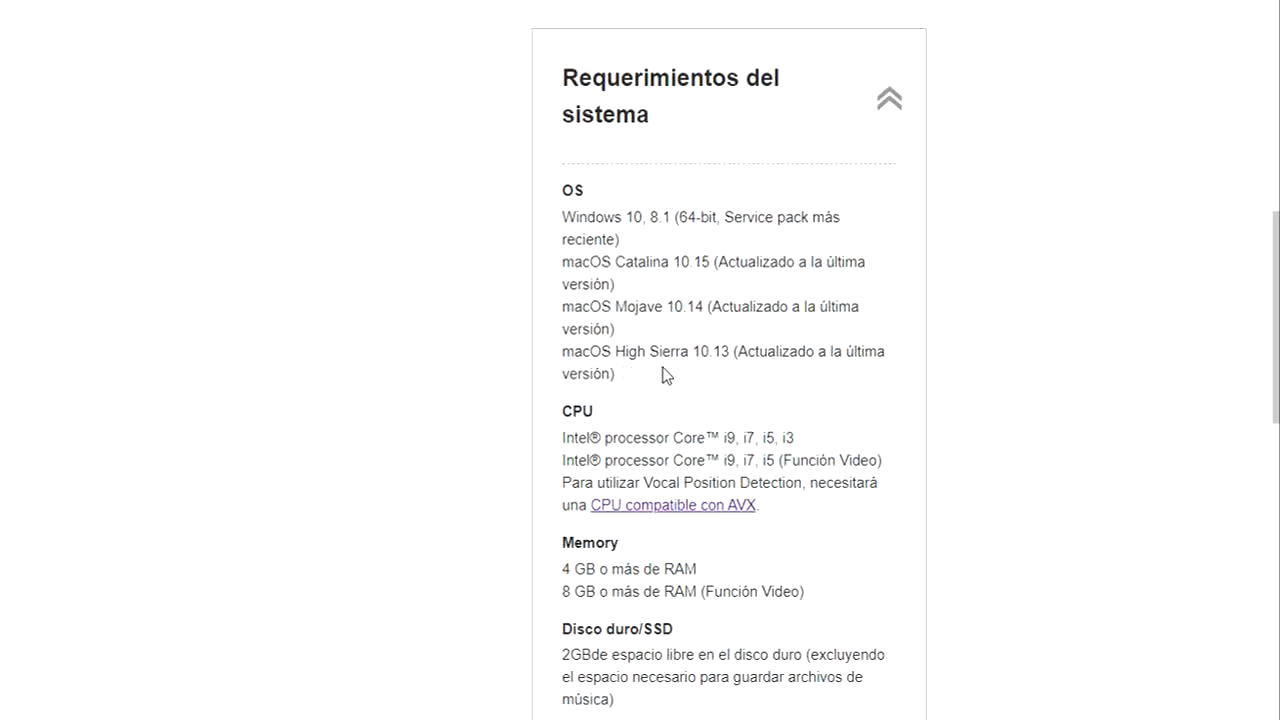 Requerimientos del
sistema
OS
Windows 10, 8.1 (64-bit, Service pack más
reciente)
macOS Catalina 10.15 (Actualizado a la última
versión)
macOS Mojave 10.14 (Actualizado a la última
versión)
macOS High Sierra 10.13 (Actualizado a la última
versión)
CPU
Intel® processor Core™ i9, i7, i5, i3
Intel® processor Core™ i9, i7, i5 (Función Video)
Para utilizar Vocal Position Detection, necesitará
una CPU compatible con AVX.
Memory
4 GB o más de RAM
8 GB o más de RAM (Función Video)
Disco duro/SSD
2GBde espacio libre en el disco duro (excluyendo
el espacio necesario para guardar archivos de
música)